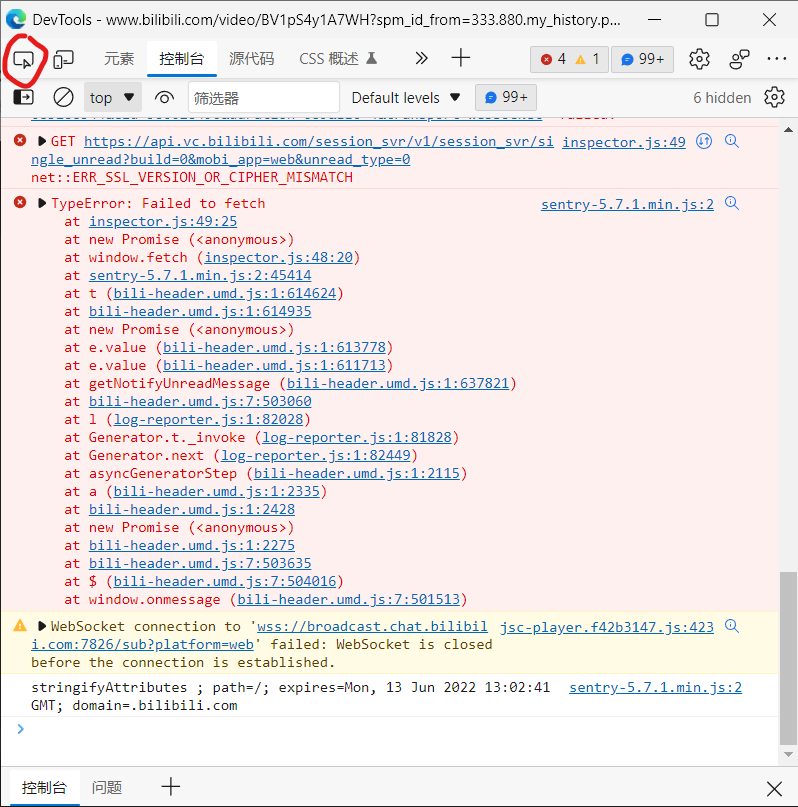 DevTools - www.bilibili.com/video/BV1pS4y1A7WH?spm_id_from=333.880.my_history.p...
元素 控制台 源代码 CSS 概述 4 1 99+
top 筛选器 Default levels 99+ 6 hidden
GET https://api.vc.bilibili.com/session_svr/v1/session_svr/si inspector.js:49
ngle_unread?build=0&mobi_app=web&unread_type=0
net::ERR_SSL_VERSION_OR_CIPHER_MISMATCH
TypeError: Failed to fetch sentry-5.7.1.min.js:2
at inspector.js:49:25
at new Promise (<anonymous>)
at window.fetch (inspector.js:48:20)
at sentry-5.7.1.min.js:2:45414
at t (bili-header.umd.js:1:614624)
at bili-header.umd.js:1:614935
at new Promise (<anonymous>)
at e.value (bili-header.umd.js:1:613778)
at e.value (bili-header.umd.js:1:611713)
at getNotifyUnreadMessage (bili-header.umd.js:1:637821)
at bili-header.umd.js:7:503060
at l (log-reporter.js:1:82028)
at Generator.t._invoke (log-reporter.js:1:81828)
at Generator.next (log-reporter.js:1:82449)
at asyncGeneratorStep (bili-header.umd.js:1:2115)
at a (bili-header.umd.js:1:2335)
at bili-header.umd.js:1:2428
at new Promise (<anonymous>)
at bili-header.umd.js:1:2275
at bili-header.umd.js:7:503635
at $ (bili-header.umd.js:7:504016)
at window.onmessage (bili-header.umd.js:7:501513)
WebSocket connection to 'wss://broadcast.chat.bilibil jsc-player.f42b3147.js:423
i.com:7826/sub?platform=web' failed: WebSocket is closed
before the connection is established.
stringifyAttributes ; path=/; expires=Mon, 13 Jun 2022 13:02:41 sentry-5.7.1.min.js:2
GMT; domain=.bilibili.com
控制台 问题